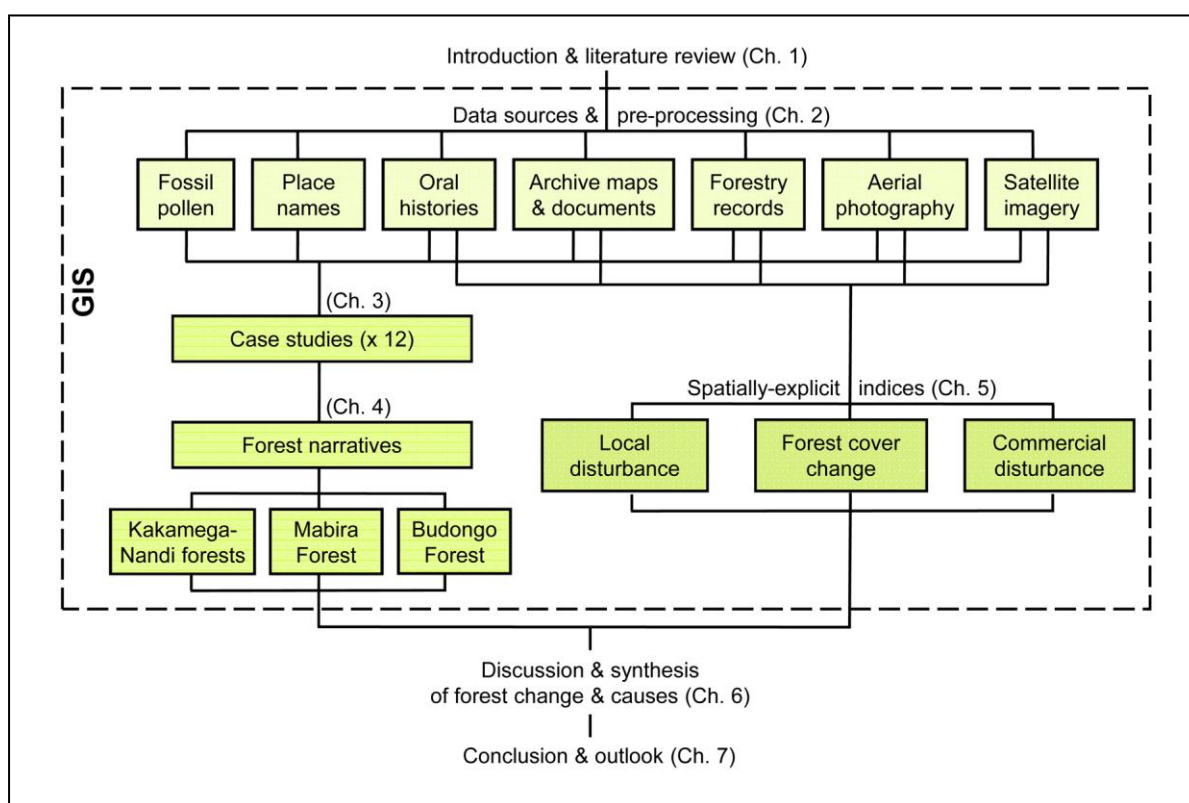 Introduction & literature review (Ch. 1)
Data sources & pre-processing (Ch. 2)
Fossil
pollen
Place
names
Oral
histories
Archive maps
& documents
Forestry
records
Aerial
photography
Satellite
imagery
GIS
(Ch. 3)
Case studies (x 12)
(Ch. 4)
Forest narratives
Kakamega-
Nandi forests
Mabira
Forest
Budongo
Forest
Spatially-explicit indices (Ch. 5)
Local
disturbance
Forest cover
change
Commercial
disturbance
Discussion & synthesis
of forest change & causes (Ch. 6)
Conclusion & outlook (Ch. 7)